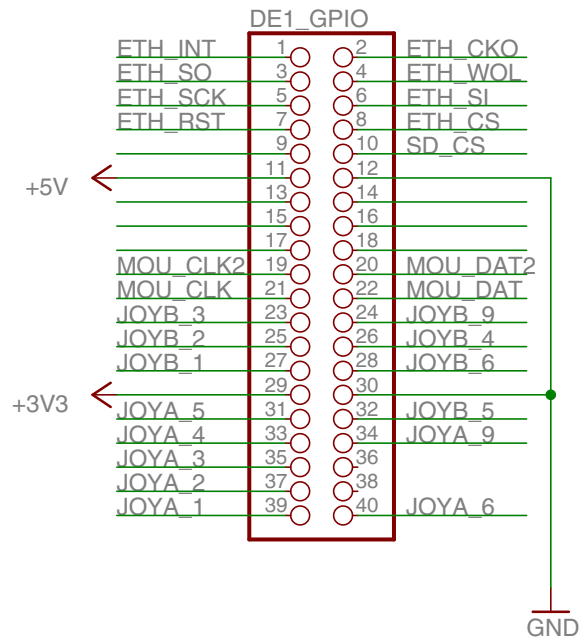 DE1_GPIO
ETH_INT 1 2 ETH_CKO
ETH_SO 3 4 ETH_WOL
ETH_SCK 5 6 ETH_SI
ETH_RST 7 8 ETH_CS
9 10 SD_CS
+5V 11 12
13 14
15 16
17 18
MOU_CLK2 19 20 MOU_DAT2
MOU_CLK 21 22 MOU_DAT
JOYB_3 23 24 JOYB_9
JOYB_2 25 26 JOYB_4
JOYB_1 27 28 JOYB_6
+3V3 29 30
JOYA_5 31 32 JOYB_5
JOYA_4 33 34 JOYA_9
JOYA_3 35 36
JOYA_2 37 38
JOYA_1 39 40 JOYA_6
GND